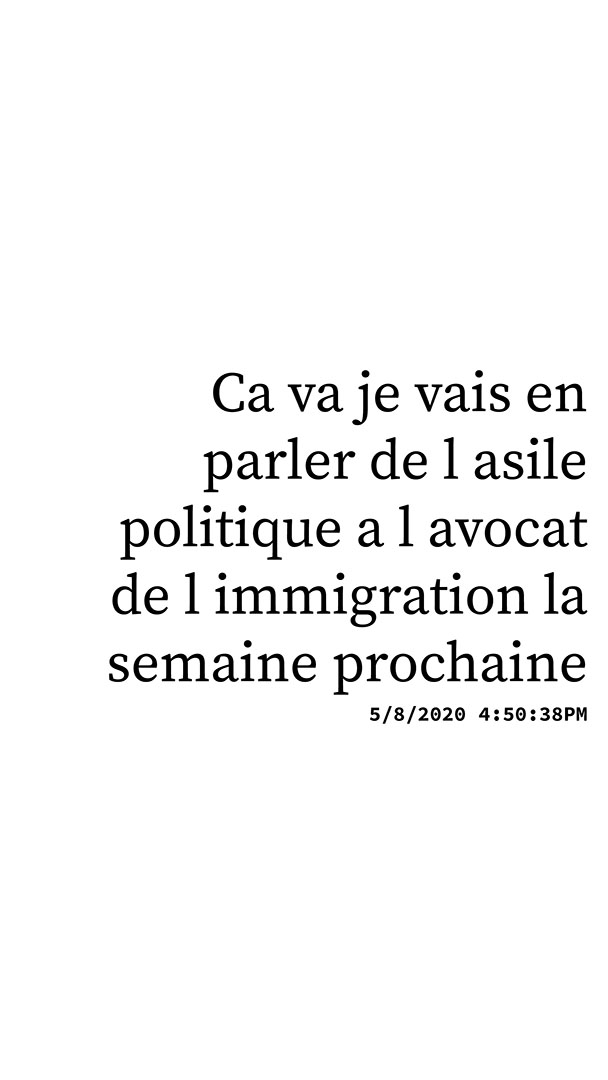 Ca va je vais en
parler de l asile
politique a l avocat
de l immigration la
semaine prochaine
5/8/2020 4:50:38PM